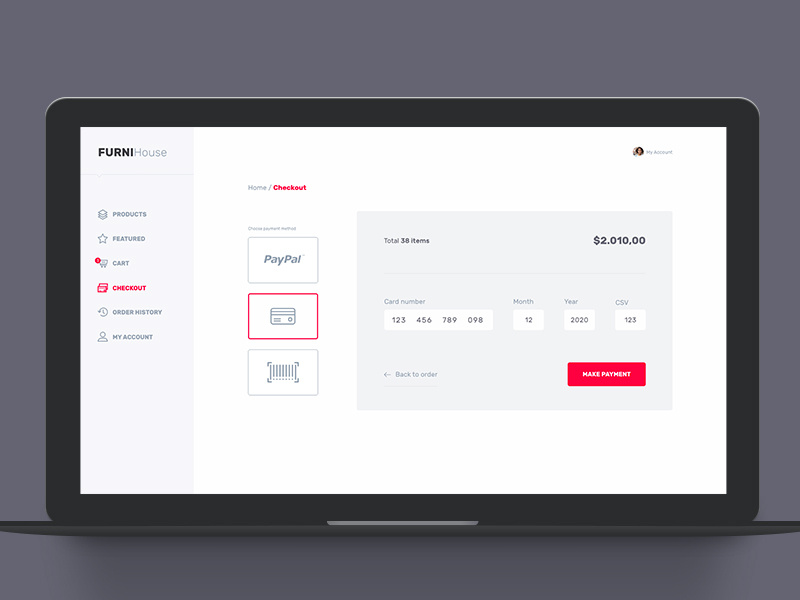 FURNIHouse
My Account
Home / Checkout
PRODUCTS
FEATURED
CART
CHECKOUT
ORDER HISTORY
MY ACCOUNT
Choose payment method
PayPal
Total 38 items
$2.010,00
Card number
Month
Year
CSV
123 456 789 098
12
2020
123
Back to order
MAKE PAYMENT